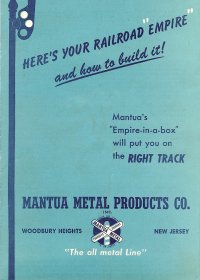 HERE'S YOUR RAILROAD "EMPIRE"
and how to build it!
Mantua's
"Empire-in-a-box"
will put you on
the RIGHT TRACK
MANTUA METAL PRODUCTS CO.
INC.
WOODBURY HEIGHTS NEW JERSEY
"The all metal Line"